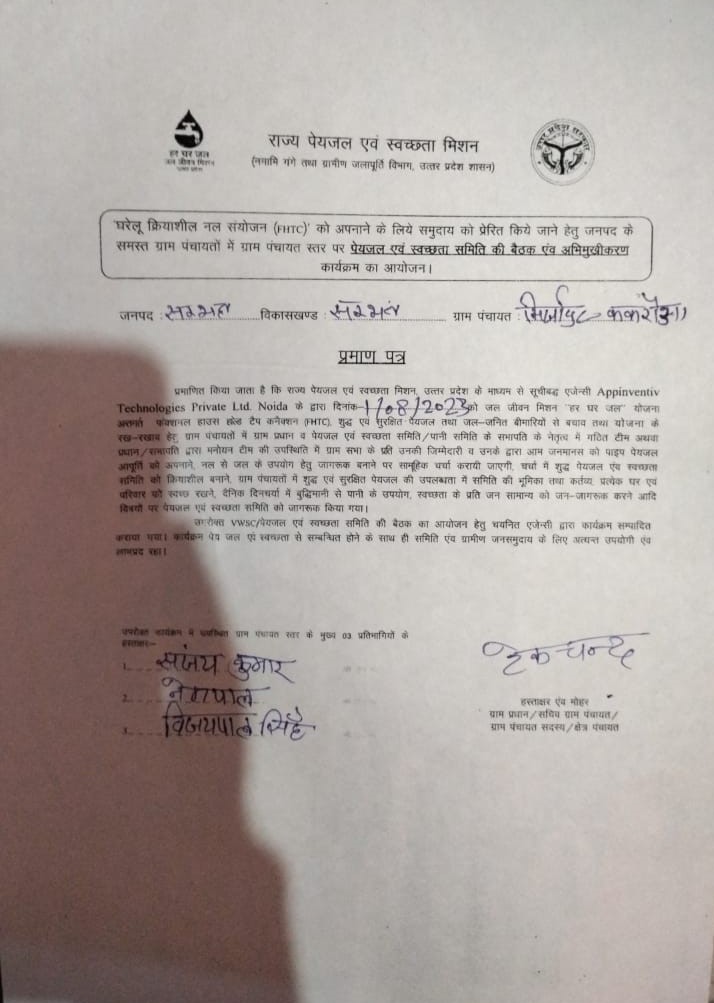 हर घर जल
जल जीवन मिशन
उत्तर प्रदेश
राज्य पेयजल एवं स्वच्छता मिशन
(नमामि गंगे तथा ग्रामीण जलापूर्ति विभाग, उत्तर प्रदेश शासन)
'घरेलू क्रियाशील नल संयोजन (FHTC)' को अपनाने के लिये समुदाय को प्रेरित किये जाने हेतु जनपद के
समस्त ग्राम पंचायतों में ग्राम पंचायत स्तर पर पेयजल एवं स्वच्छता समिति की बैठक एंव अभिमुखीकरण
कार्यक्रम का आयोजन।
जनपद : सम्भल विकासखण्ड : सम्भल ग्राम पंचायत : मिर्जापुर ककरौआ
प्रमाण पत्र
प्रमाणित किया जाता है कि राज्य पेयजल एवं स्वच्छता मिशन, उत्तर प्रदेश के माध्यम से सूचीबद्ध एजेन्सी Appinventiv
Technologies Private Ltd. Noida के द्वारा दिनांक-1/08/2023 को जल जीवन मिशन "हर घर जल" योजना
अन्तर्गत फंक्शनल हाउस होल्ड टैप कनैक्शन (FHTC), शुद्ध एवं सुरक्षित पेयजल तथा जल-जनित बीमारियों से बचाव तथा योजना के
रख-रखाव हेतु ग्राम पंचायतों में ग्राम प्रधान व पेयजल एवं स्वच्छता समिति/पानी समिति के सभापति के नेतृत्व में गठित टीम अथवा
प्रधान/सभापति द्वारा मनोयन टीम की उपस्थिति में ग्राम सभा के प्रति उनकी जिम्मेदारी व उनके द्वारा आम जनमानस को पाइप पेयजल
आपूर्ति को अपनाने, नल से जल के उपयोग हेतु जागरूक बनाने पर सामूहिक चर्चा करायी जाएगी, चर्चा में शुद्ध पेयजल एंव स्वच्छता
समिति को क्रियाशील बनाने, ग्राम पंचायतों में शुद्ध एवं सुरक्षित पेयजल की उपलब्धता में समिति की भूमिका तथा कर्तव्य, प्रत्येक घर एवं
परिवार को स्वच्छ रखने, दैनिक दिनचर्या में बुद्धिमानी से पानी के उपयोग, स्वच्छता के प्रति जन सामान्य को जन-जागरूक करने आदि
विषयों पर पेयजल एवं स्वच्छता समिति को जागरूक किया गया।
उपरोक्त VWSC/पेयजल एवं स्वच्छता समिति की बैठक का आयोजन हेतु चयनित एजेन्सी द्वारा कार्यक्रम सम्पादित
कराया गया। कार्यक्रम पेय जल एवं स्वच्छता से सम्बन्धित होने के साथ ही समिति एंव ग्रामीण जनसमुदाय के लिए अत्यन्त उपयोगी एंव
लाभप्रद रहा।
उपरोक्त कार्यक्रम में उपस्थित ग्राम पंचायत स्तर के मुख्य 03 प्रतिभागियों के
हस्ताक्षर:-
1. संजय कुमार
2. नेमपाल
3. विजयपाल सिंह
हस्ताक्षर एंव मोहर
ग्राम प्रधान/सचिव ग्राम पंचायत/
ग्राम पंचायत सदस्य/क्षेत्र पंचायत